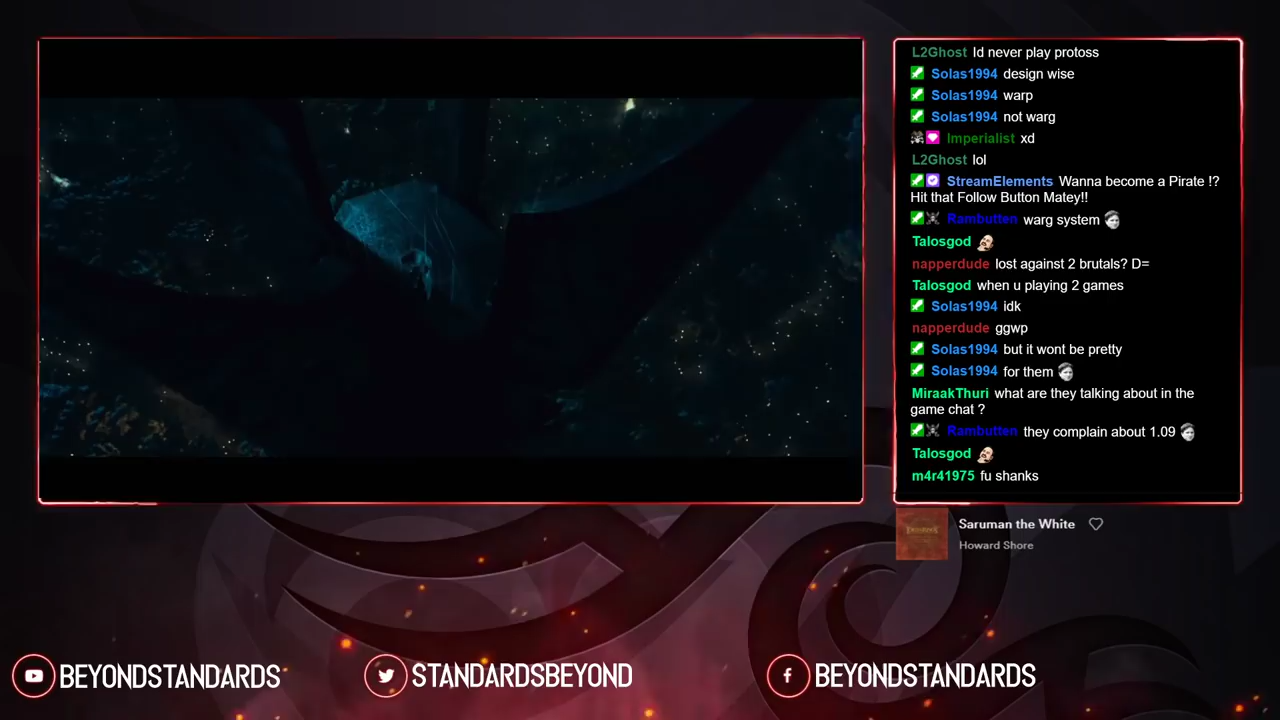 L2Ghost Id never play protoss
Solas1994 design wise
Solas1994 warp
Solas1994 not warg
Imperialist xd
L2Ghost lol
StreamElements Wanna become a Pirate !?
Hit that Follow Button Matey!!
Rambutten warg system
Talosgod
napperdude lost against 2 brutals? D=
Talosgod when u playing 2 games
Solas1994 idk
napperdude ggwp
Solas1994 but it wont be pretty
Solas1994 for them
MiraakThuri what are they talking about in the
game chat ?
Rambutten they complain about 1.09
Talosgod
m4r41975 fu shanks
Saruman the White
Howard Shore
BEYONDSTANDARDS
STANDARDSBEYOND
BEYONDSTANDARDS